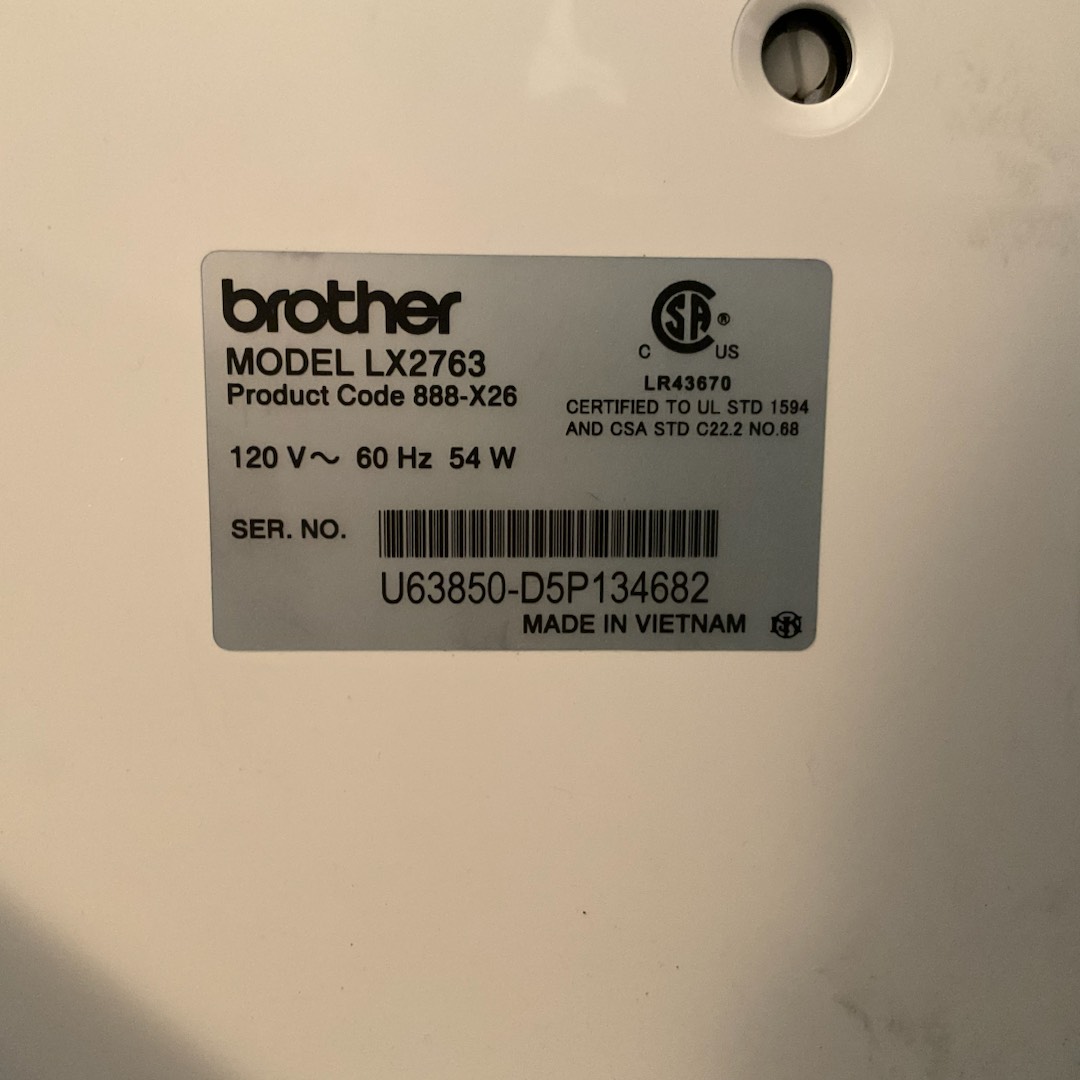 brother
MODEL LX2763
Product Code 888-X26
120 V～ 60 Hz 54 W
SA ®
C US
LR43670
CERTIFIED TO UL STD 1594
AND CSA STD C22.2 NO.68
SER. NO.
U63850-D5P134682
MADE IN VIETNAM